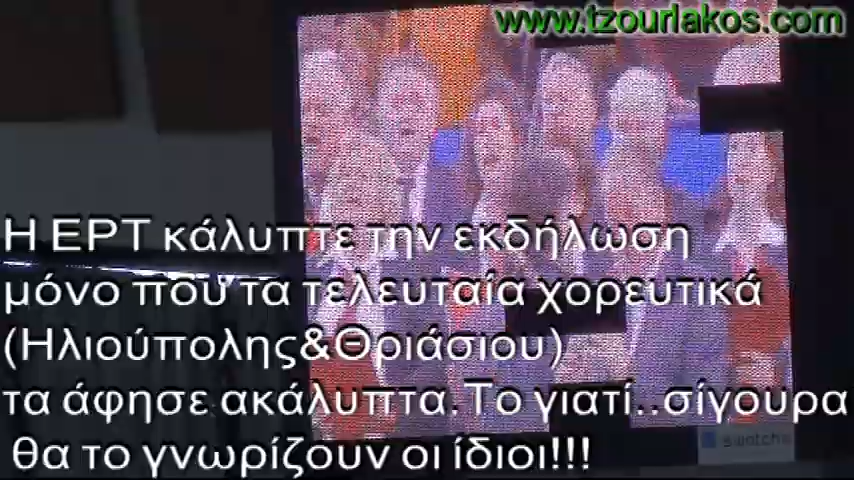 www.tzourlakos.com
Η ΕΡΤ κάλυπτε την εκδήλωση
μόνο που τα τελευταία χορευτικά
(Ηλιούπολης&Θριάσιου)
τα άφησε ακάλυπτα.Το γιατί..σίγουρα
θα το γνωρίζουν οι ίδιοι!!!